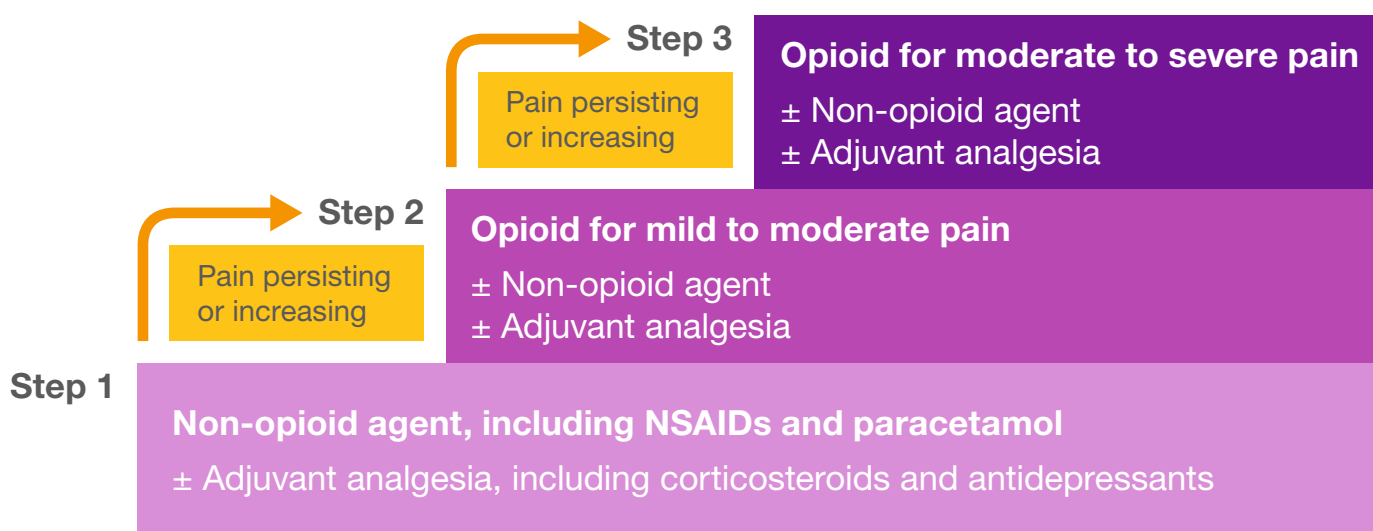 Step 3
Opioid for moderate to severe pain
± Non-opioid agent
± Adjuvant analgesia
Pain persisting
or increasing
Step 2
Opioid for mild to moderate pain
± Non-opioid agent
± Adjuvant analgesia
Pain persisting
or increasing
Step 1
Non-opioid agent, including NSAIDs and paracetamol
± Adjuvant analgesia, including corticosteroids and antidepressants